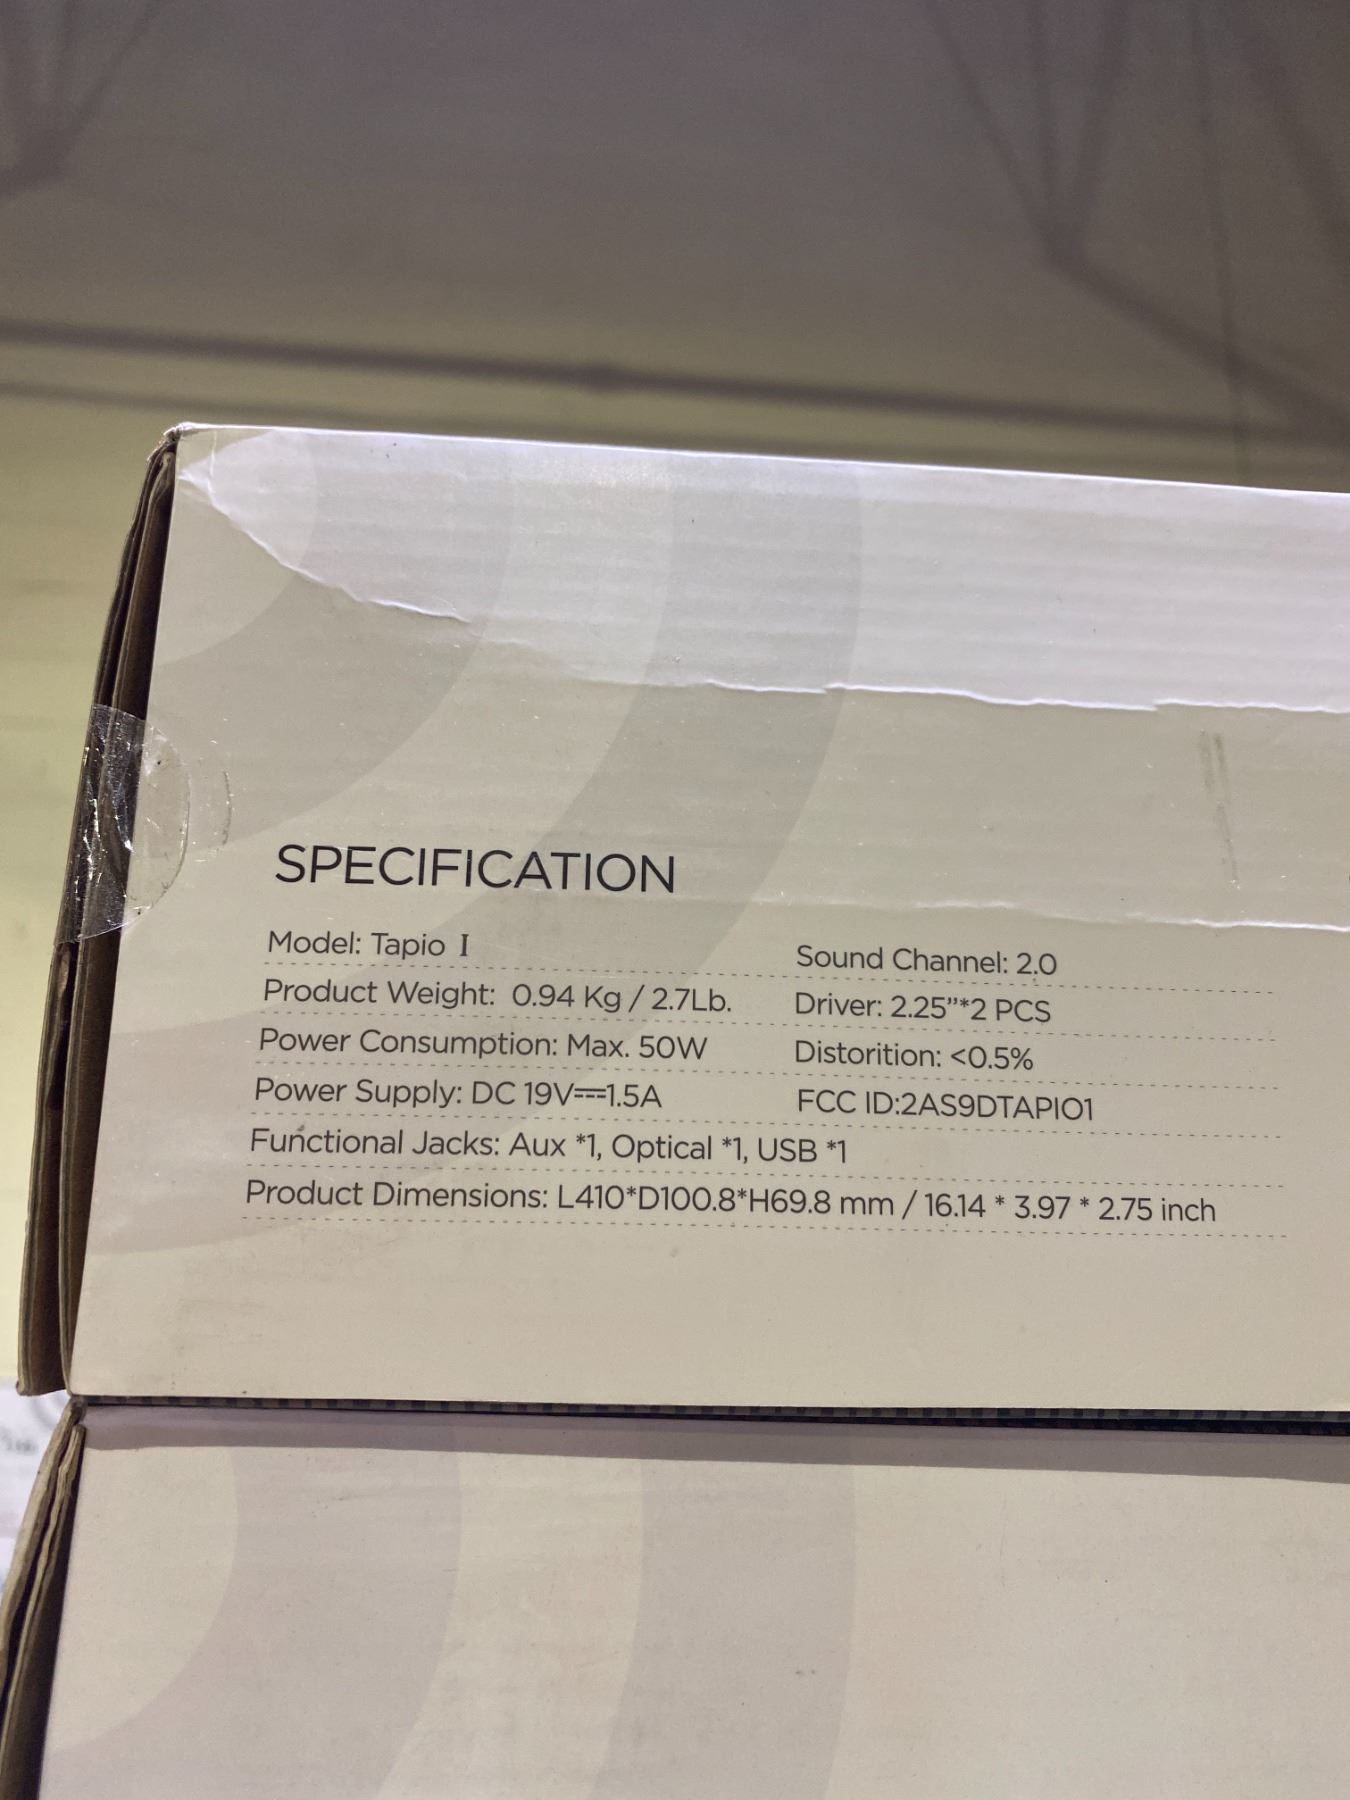 SPECIFICATION
Model: Tapio I
Product Weight: 0.94 Kg / 2.7Lb.
Power Consumption: Max. 50W
Power Supply: DC 19V⎓1.5A
Functional Jacks: Aux *1, Optical *1, USB *1
Product Dimensions: L410*D100.8*H69.8 mm / 16.14 * 3.97 * 2.75 inch
Sound Channel: 2.0
Driver: 2.25”*2 PCS
Distorition: <0.5%
FCC ID:2AS9DTAPIO1